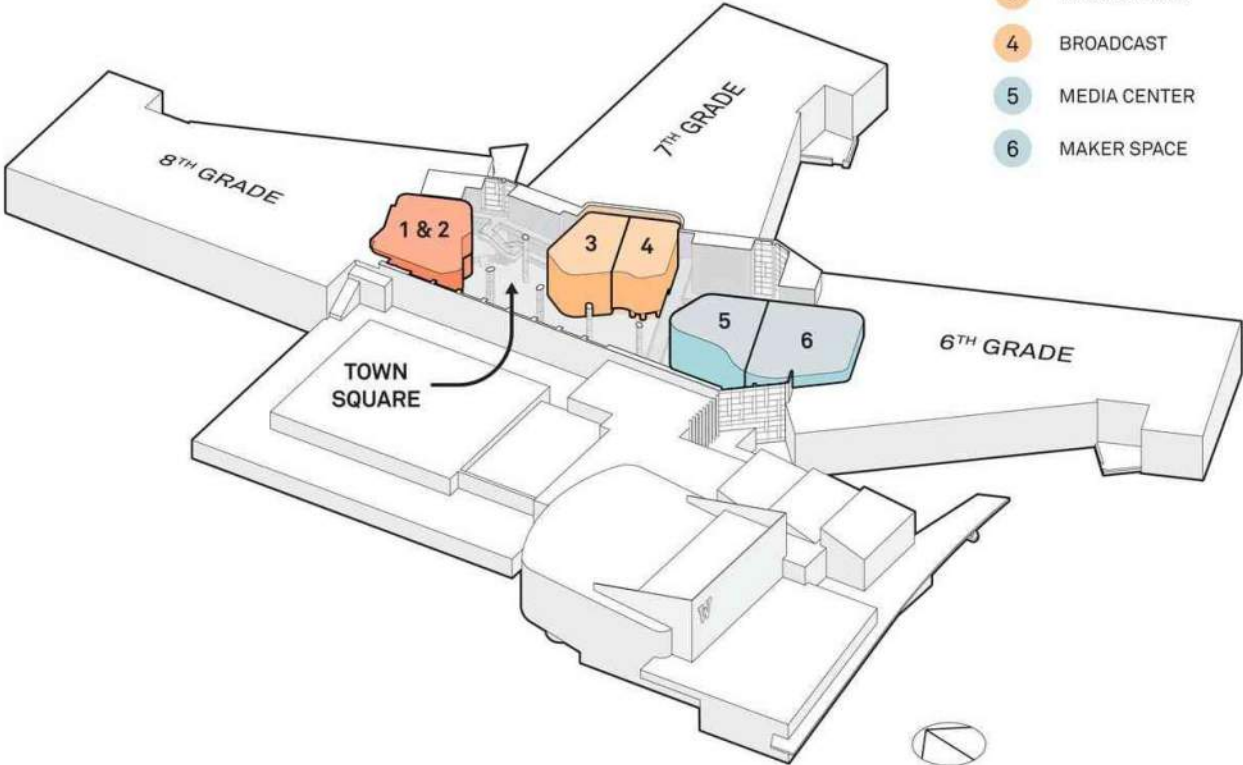 4 BROADCAST
5 MEDIA CENTER
6 MAKER SPACE
7TH GRADE
8TH GRADE
1 & 2
3
4
5
6
6TH GRADE
TOWN
SQUARE
W